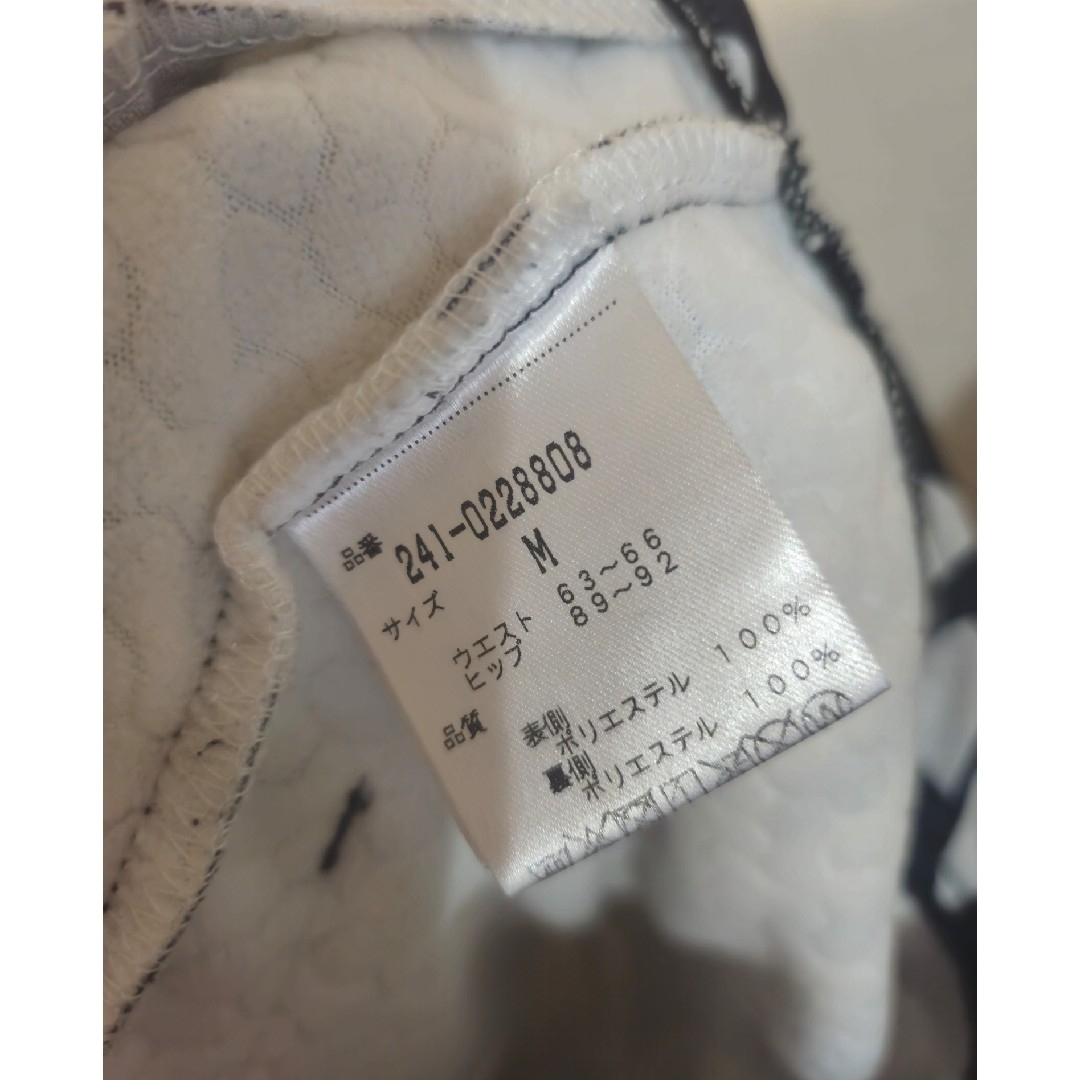 品番 241-0228808
サイズ M
ウエスト 63~66
ヒップ 89~92
品質 表側
ポリエステル 100%
裏側
ポリエステル 100%